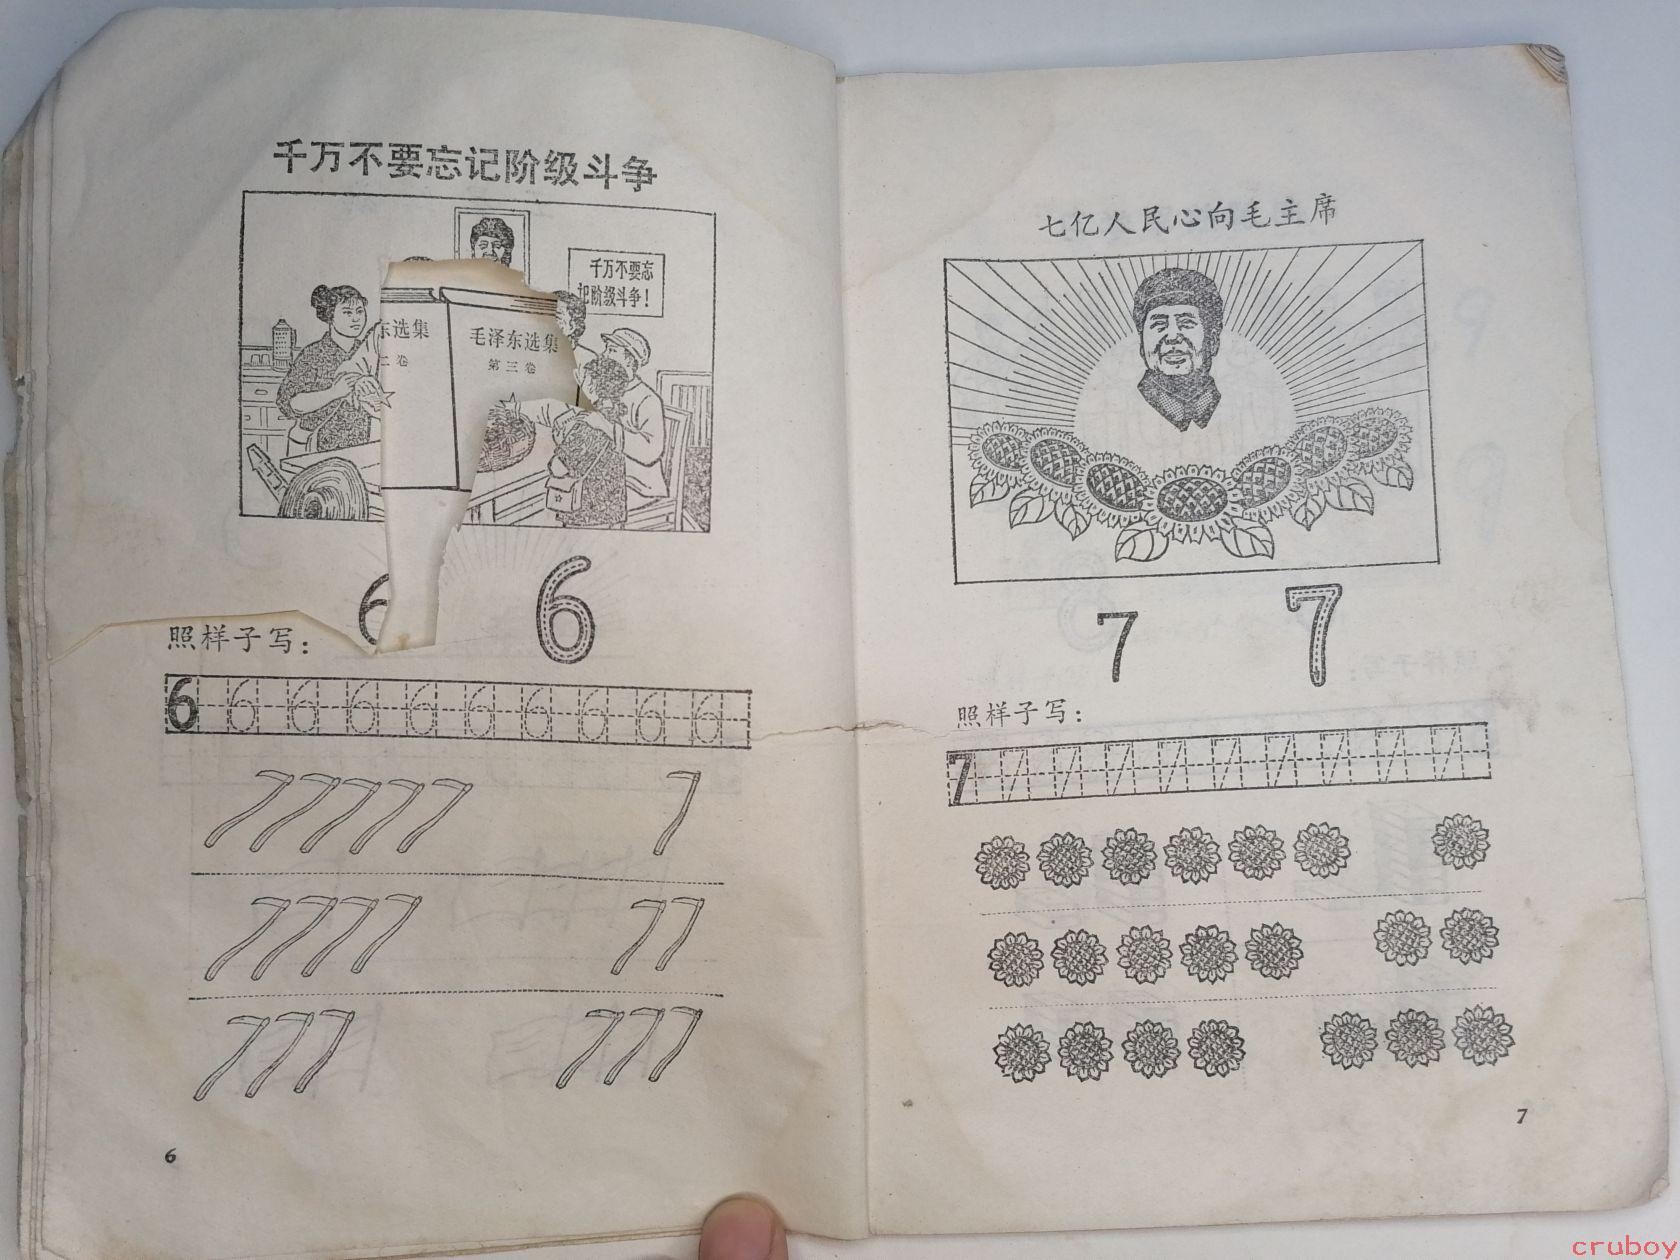 千万不要忘记阶级斗争
千万不要忘
记阶级斗争！
东选集
二卷
毛泽东选集
第三卷
6 6
照样子写：
6 6 6 6 6 6 6 6 6 6
6
七亿人民心向毛主席
7 7
照样子写：
7 7 7 7 7 7 7 7 7 7
7
cruboy